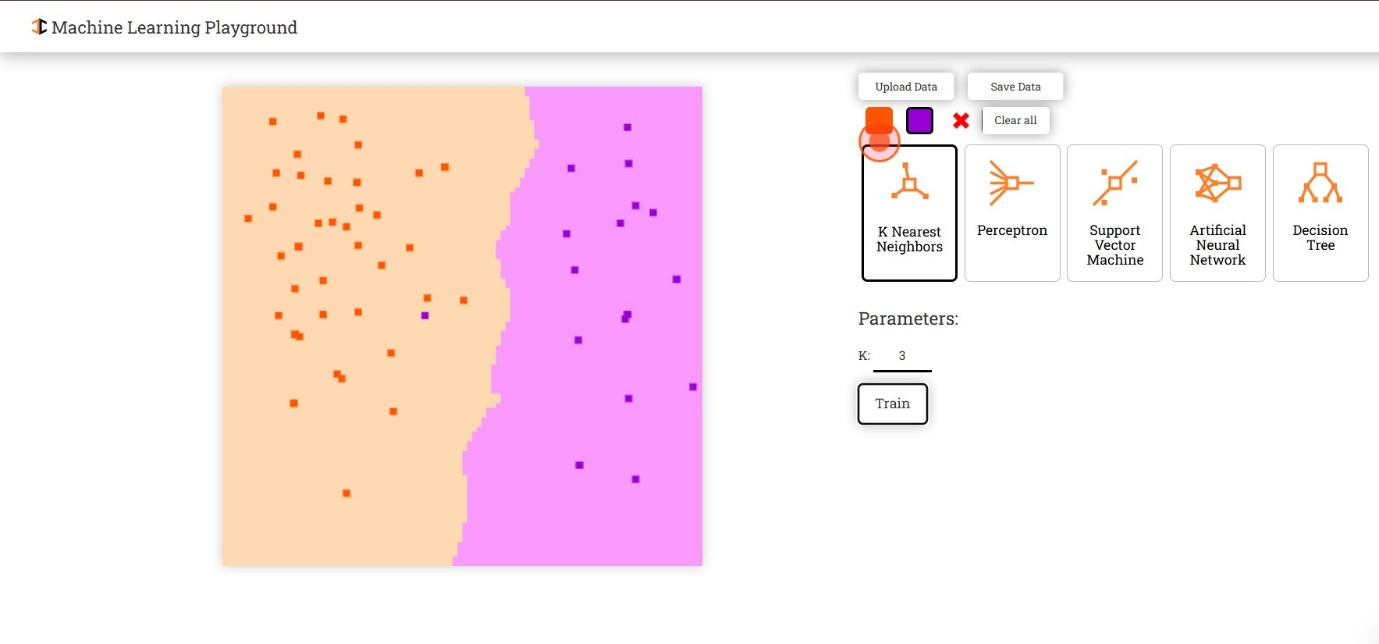 Machine Learning Playground
Upload Data
Save Data
Clear all
K Nearest
Neighbors
Perceptron
Support
Vector
Machine
Artificial
Neural
Network
Decision
Tree
Parameters:
K: 3
Train